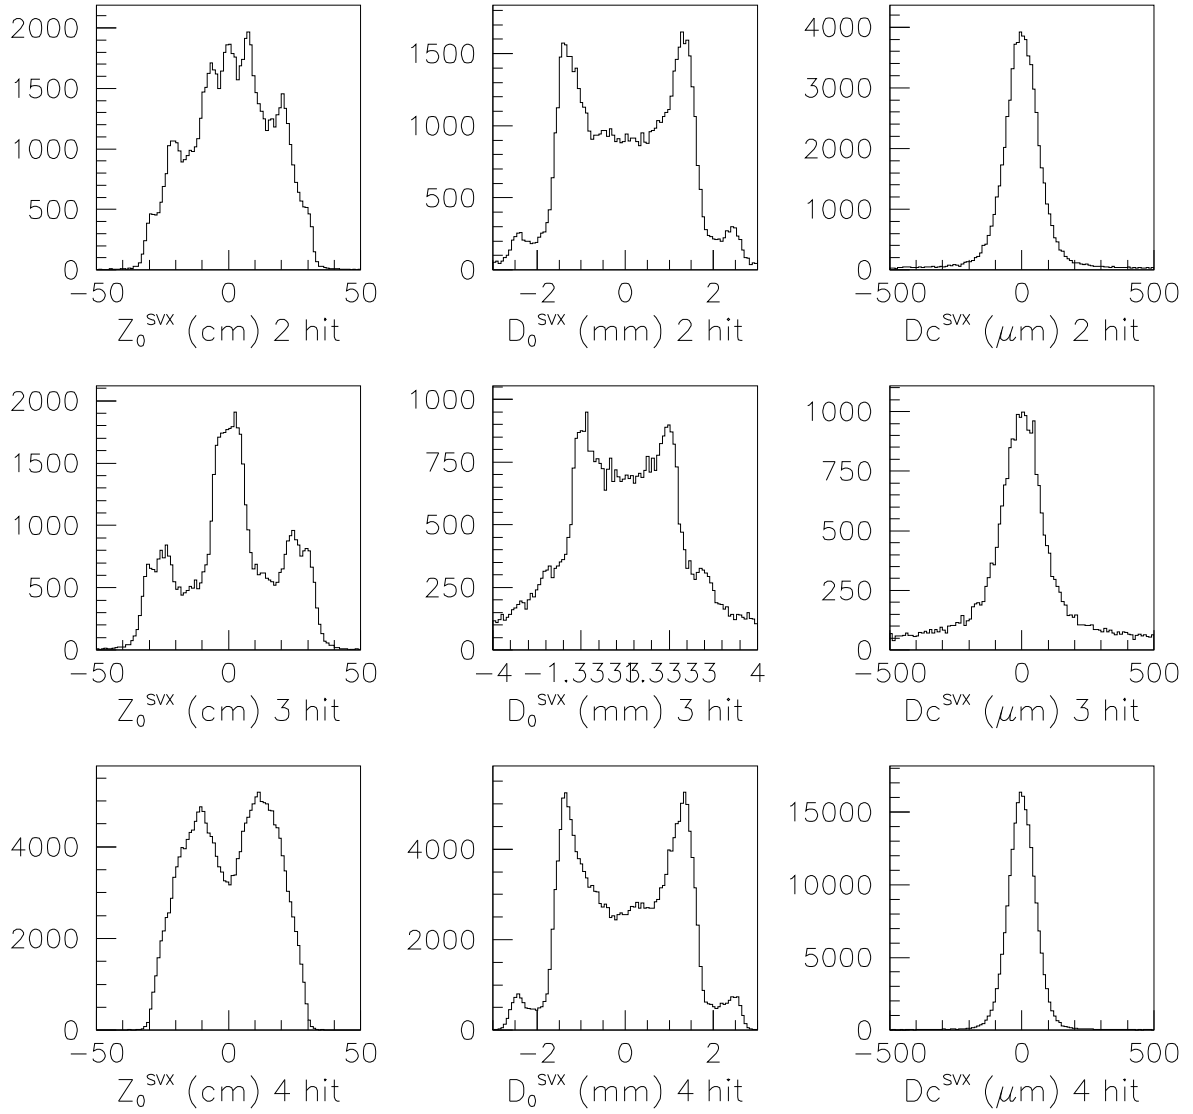 2000
1500
1000
500
0
−50 0 50
Z₀ˢⱽˣ (cm) 2 hit
1500
1000
500
0
−2 0 2
D₀ˢⱽˣ (mm) 2 hit
4000
3000
2000
1000
0
−500 0 500
Dcˢⱽˣ (μm) 2 hit
2000
1500
1000
500
0
−50 0 50
Z₀ˢⱽˣ (cm) 3 hit
1000
750
500
250
0
−4 −1.3333 1.3333 4
D₀ˢⱽˣ (mm) 3 hit
1000
750
500
250
0
−500 0 500
Dcˢⱽˣ (μm) 3 hit
4000
2000
0
−50 0 50
Z₀ˢⱽˣ (cm) 4 hit
4000
2000
0
−2 0 2
D₀ˢⱽˣ (mm) 4 hit
15000
10000
5000
0
−500 0 500
Dcˢⱽˣ (μm) 4 hit